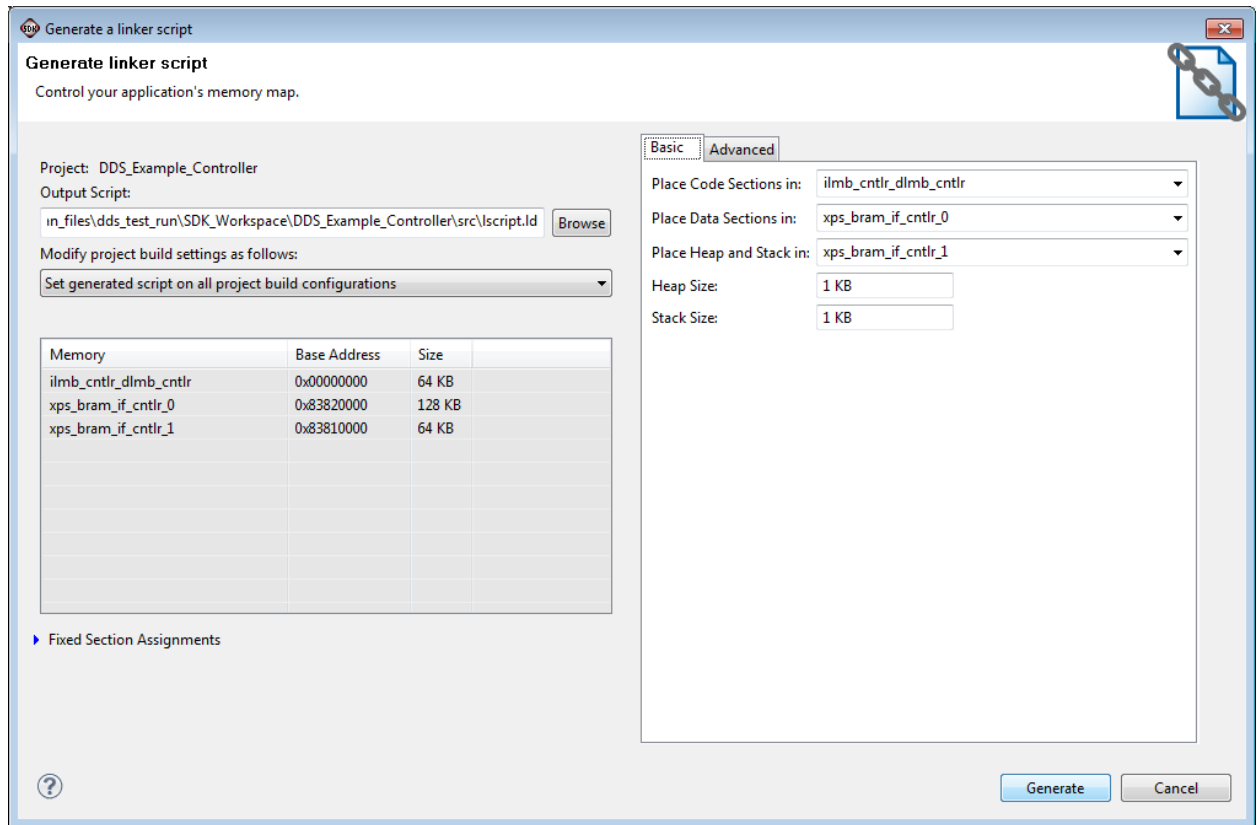 SDK Generate a linker script
Generate linker script
Control your application's memory map.
Project: DDS_Example_Controller
Output Script:
ın_files\dds_test_run\SDK_Workspace\DDS_Example_Controller\src\lscript.ld Browse
Modify project build settings as follows:
Set generated script on all project build configurations
Memory Base Address Size
ilmb_cntlr_dlmb_cntlr 0x00000000 64 KB
xps_bram_if_cntlr_0 0x83820000 128 KB
xps_bram_if_cntlr_1 0x83810000 64 KB
Fixed Section Assignments
Basic Advanced
Place Code Sections in: ilmb_cntlr_dlmb_cntlr
Place Data Sections in: xps_bram_if_cntlr_0
Place Heap and Stack in: xps_bram_if_cntlr_1
Heap Size: 1 KB
Stack Size: 1 KB
? Generate Cancel